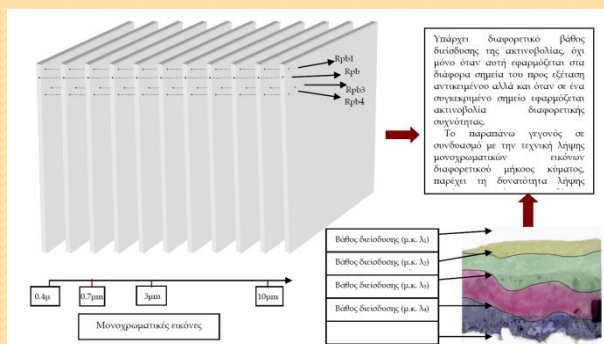 Rpb1
Rpb
Rpb3
Rpb4
0.4μ
0.7μm
3μm
10μm
Μονοχρωματικές εικόνες
Υπάρχει διαφορετικό βάθος
διείσδυσης της ακτινοβολίας, όχι
μόνο όταν αυτή εφαρμόζεται στα
διάφορα σημεία του προς εξέταση
αντικειμένου αλλά και όταν σε ένα
συγκεκριμένο σημείο εφαρμόζεται
ακτινοβολία διαφορετικής
συχνότητας.
Το παραπάνω γεγονός σε
συνδυασμό με την τεχνική λήψης
μονοχρωματικών εικόνων
διαφορετικού μήκους κύματος,
παρέχει τη δυνατότητα λήψης
Βάθος διείσδυσης (μ.κ. λ1)
Βάθος διείσδυσης (μ.κ. λ2)
Βάθος διείσδυσης (μ.κ. λ3)
Βάθος διείσδυσης (μ.κ. λ4)